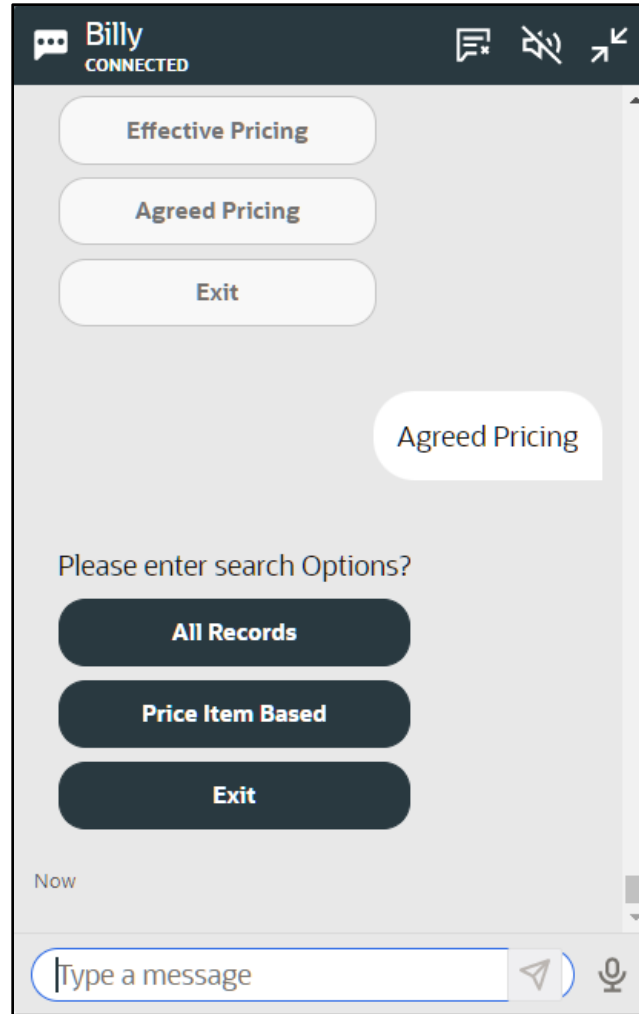 Billy
CONNECTED
Effective Pricing
Agreed Pricing
Exit
Agreed Pricing
Please enter search Options?
All Records
Price Item Based
Exit
Now
Type a message